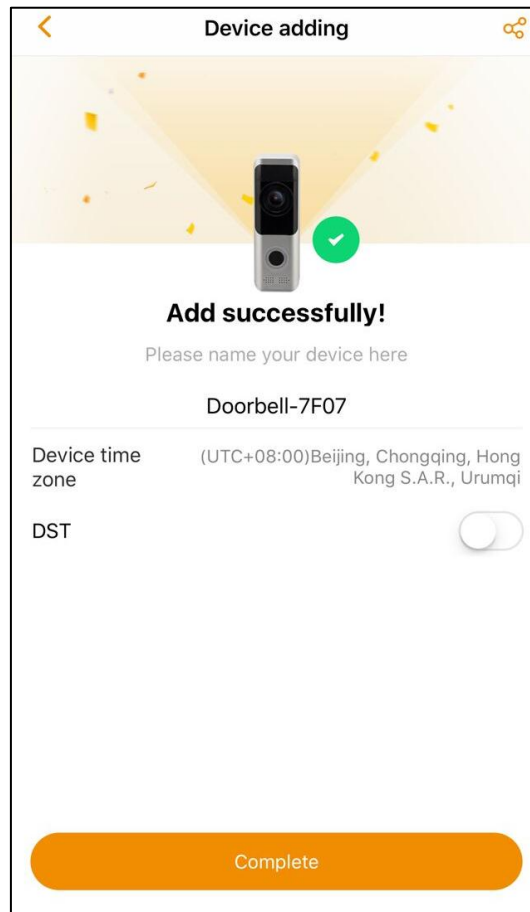 Device adding
Add successfully!
Please name your device here
Doorbell-7F07
Device time
zone
(UTC+08:00)Beijing, Chongqing, Hong
Kong S.A.R., Urumqi
DST
Complete